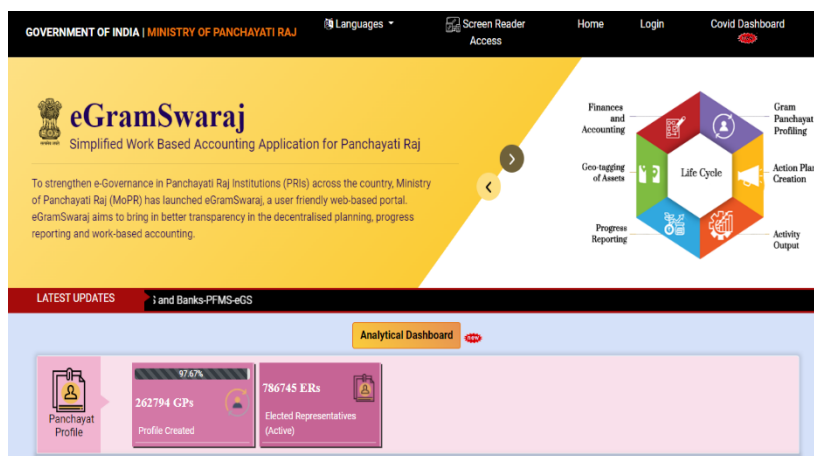 GOVERNMENT OF INDIA | MINISTRY OF PANCHAYATI RAJ
Languages
Screen Reader
Access
Home
Login
Covid Dashboard
eGramSwaraj
Simplified Work Based Accounting Application for Panchayati Raj
To strengthen e-Governance in Panchayati Raj Institutions (PRIs) across the country, Ministry
of Panchayati Raj (MoPR) has launched eGramSwaraj, a user friendly web-based portal.
eGramSwaraj aims to bring in better transparency in the decentralised planning, progress
reporting and work-based accounting.
Finances
and
Accounting
Gram
Panchayat
Profiling
Geo-tagging
of Assets
Life Cycle
Action Plan
Creation
Progress
Reporting
Activity
Output
LATEST UPDATES
and Banks-PFMS-eGS
Analytical Dashboard new
Panchayat
Profile
97.67%
262794 GPs
Profile Created
786745 ERs
Elected Representatives
(Active)